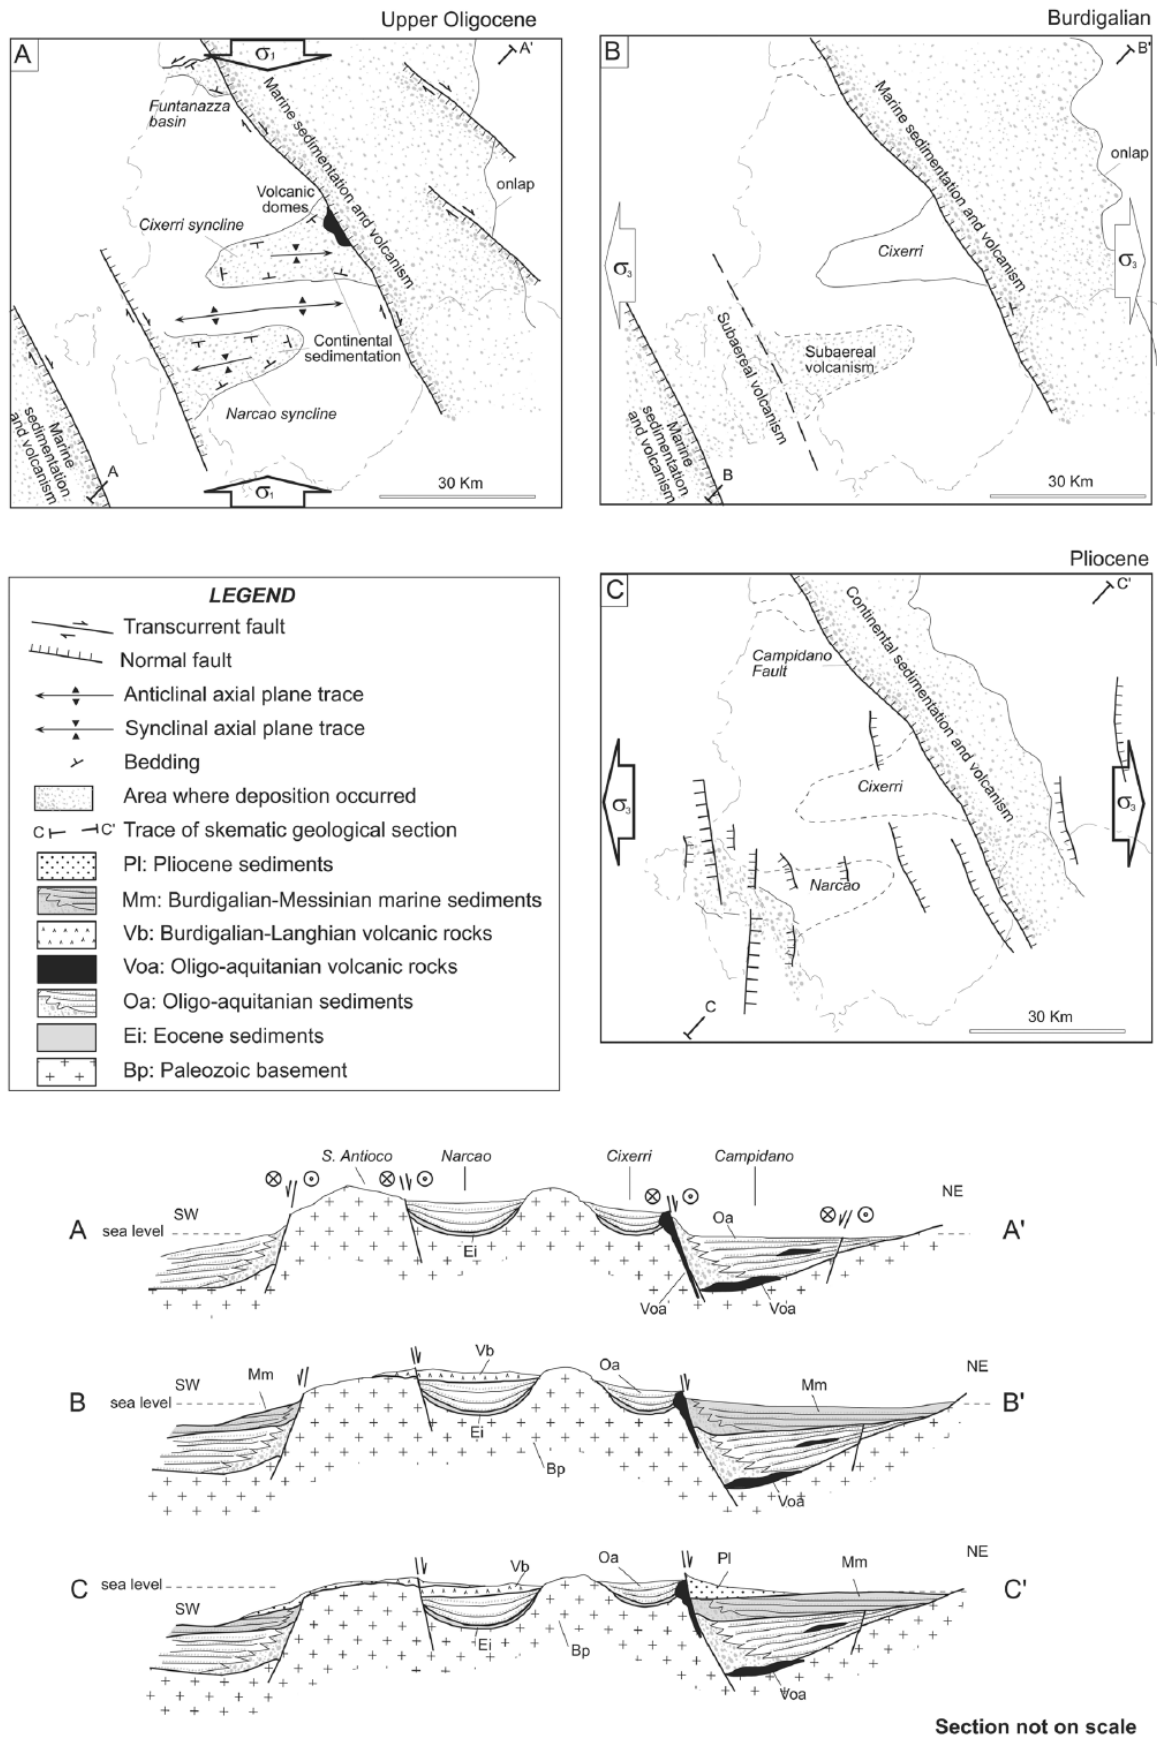 Upper Oligocene
A
σ1
A'
Funtanazza
basin
Marine sedimentation and volcanism
Volcanic
domes
onlap
Cixerri syncline
Continental
sedimentation
Narcao syncline
Marine
sedimentation
and volcanism
A
σ1
30 Km
Burdigalian
B
B'
Marine sedimentation and volcanism
onlap
Cixerri
σ3
σ3
Subaereal volcanism
Subaereal
volcanism
Marine
sedimentation
and volcanism
B
30 Km
Pliocene
C
C'
Continental sedimentation and volcanism
Campidano
Fault
Cixerri
σ3
σ3
Narcao
C
30 Km
LEGEND
Transcurrent fault
Normal fault
Anticlinal axial plane trace
Synclinal axial plane trace
Bedding
Area where deposition occurred
C C' Trace of skematic geological section
Pl: Pliocene sediments
Mm: Burdigalian-Messinian marine sediments
Vb: Burdigalian-Langhian volcanic rocks
Voa: Oligo-aquitanian volcanic rocks
Oa: Oligo-aquitanian sediments
Ei: Eocene sediments
Bp: Paleozoic basement
S. Antioco Narcao Cixerri Campidano
SW NE
A sea level Oa A'
Ei
Voa Voa
Vb
SW Mm Oa Mm NE
B sea level B'
Ei
Bp
Voa
Vb Oa Pl Mm NE
C sea level C'
SW
Ei Bp
Voa
Section not on scale